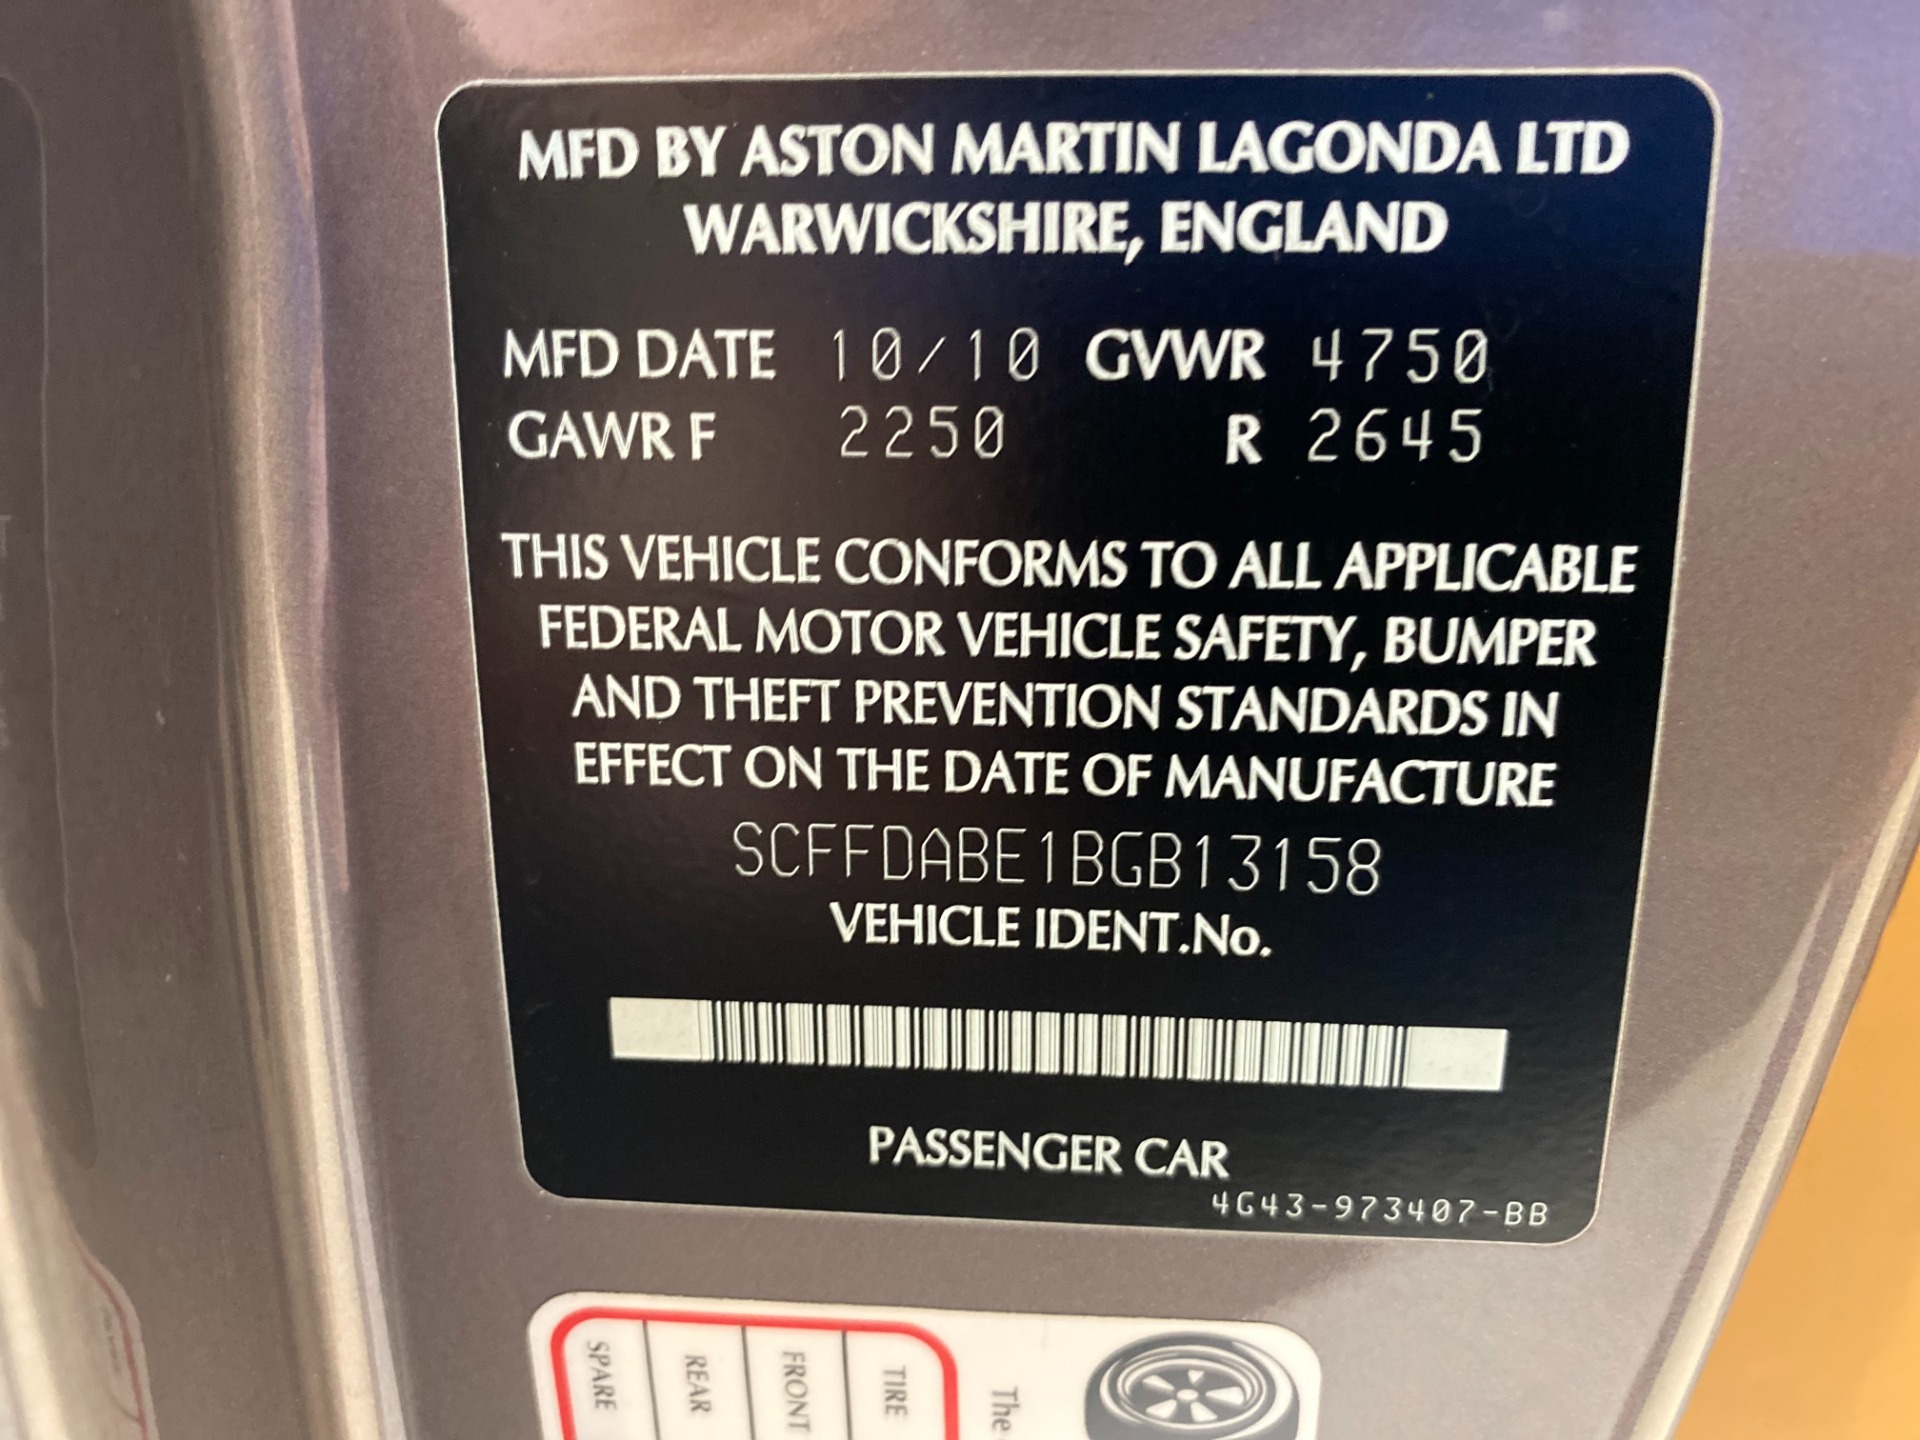 MFD BY ASTON MARTIN LAGONDA LTD
WARWICKSHIRE, ENGLAND
MFD DATE 10/10 GVWR 4750
GAWR F 2250 R 2645
THIS VEHICLE CONFORMS TO ALL APPLICABLE
FEDERAL MOTOR VEHICLE SAFETY, BUMPER
AND THEFT PREVENTION STANDARDS IN
EFFECT ON THE DATE OF MANUFACTURE
SCFFDABE1BGB13158
VEHICLE IDENT.No.
PASSENGER CAR
4G43-973407-BB
The
TIRE
FRONT
REAR
SPARE